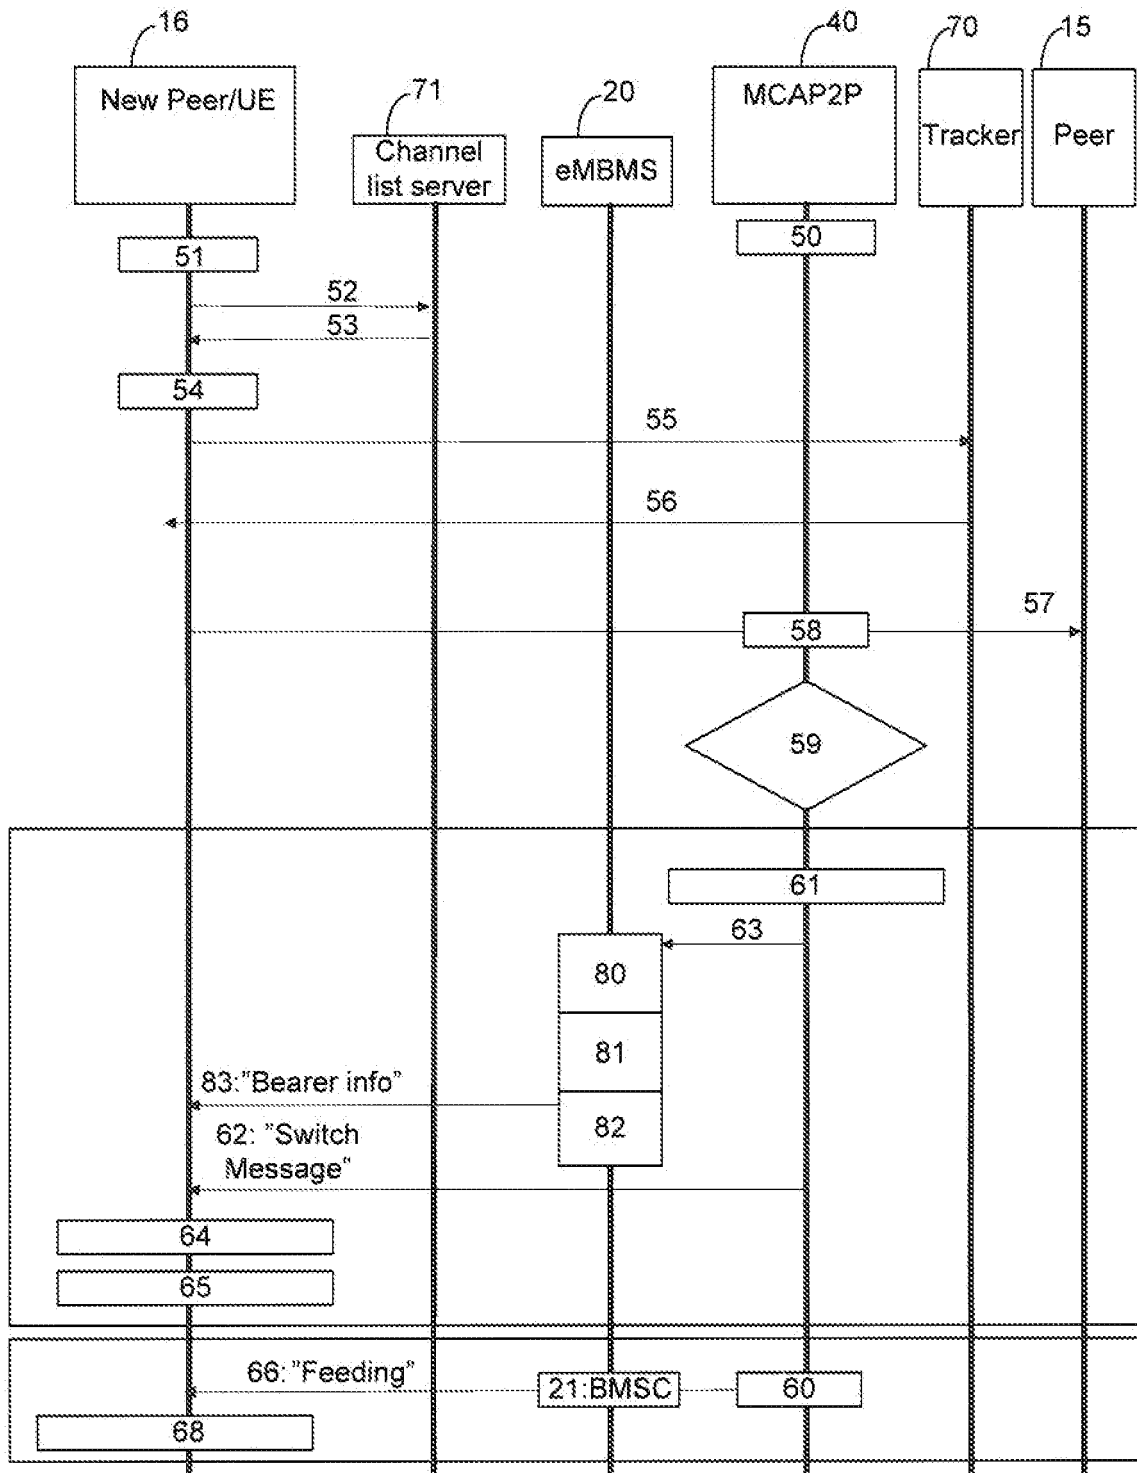 16
71
20
40
70
15
New Peer/UE
Channel
list server
eMBMS
MCAP2P
Tracker
Peer
51
50
52
53
54
55
56
57
58
59
61
63
80
81
83:"Bearer info"
82
62: "Switch
Message"
64
65
66:"Feeding"
21:BMSC
60
68